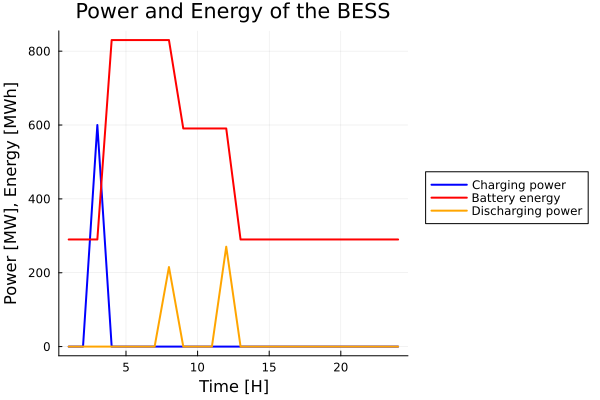 Power and Energy of the BESS
Power [MW], Energy [MWh]
800
600
400
200
0
5
10
15
20
Time [H]
Charging power
Battery energy
Discharging power